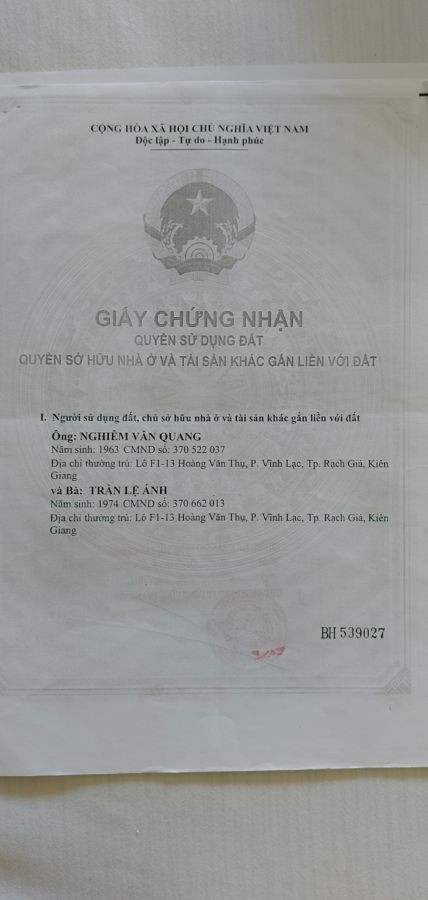 CỘNG HÒA XÃ HỘI CHỦ NGHĨA VIỆT NAM
Độc lập - Tự do - Hạnh phúc
GIẤY CHỨNG NHẬN
QUYỀN SỬ DỤNG ĐẤT
QUYỀN SỞ HỮU NHÀ Ở VÀ TÀI SẢN KHÁC GẮN LIỀN VỚI ĐẤT
I. Người sử dụng đất, chủ sở hữu nhà ở và tài sản khác gắn liền với đất
Ông: NGHIÊM VĂN QUANG
Năm sinh: 1963 CMND số: 370 522 037
Địa chỉ thường trú: Lô F1-13 Hoàng Văn Thụ, P. Vĩnh Lạc, Tp. Rạch Giá, Kiên
Giang
và Bà: TRẦN LỆ ÁNH
Năm sinh: 1974 CMND số: 370 662 013
Địa chỉ thường trú: Lô F1-13 Hoàng Văn Thụ, P. Vĩnh Lạc, Tp. Rạch Giá, Kiên
Giang
BH 539027